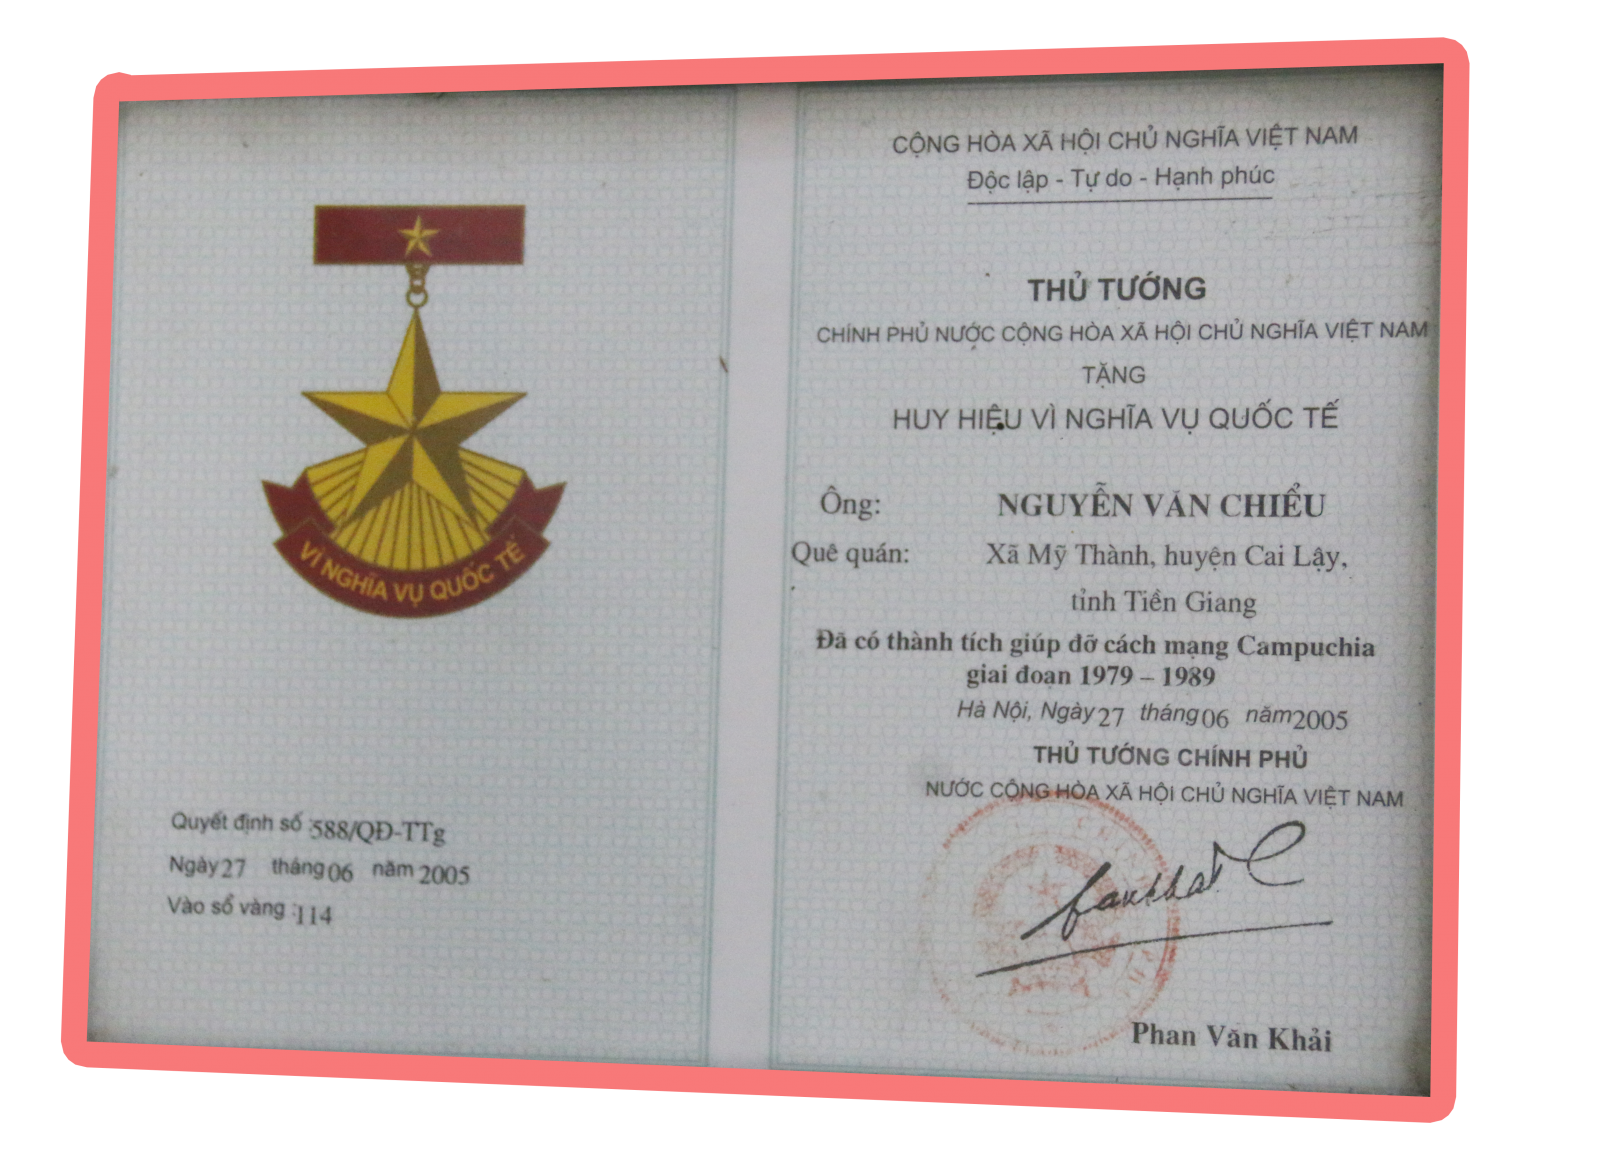 VÌ NGHĨA VỤ QUỐC TẾ
Quyết định số :588/QĐ-TTg
Ngày 27 tháng 06 năm 2005
Vào sổ vàng :114
CỘNG HÒA XÃ HỘI CHỦ NGHĨA VIỆT NAM
Độc lập - Tự do - Hạnh phúc
THỦ TƯỚNG
CHÍNH PHỦ NƯỚC CỘNG HÒA XÃ HỘI CHỦ NGHĨA VIỆT NAM
TẶNG
HUY HIỆU VÌ NGHĨA VỤ QUỐC TẾ
Ông: NGUYỄN VĂN CHIỂU
Quê quán: Xã Mỹ Thành, huyện Cai Lậy,
tỉnh Tiền Giang
Đã có thành tích giúp đỡ cách mạng Campuchia
giai đoạn 1979 – 1989
Hà Nội, Ngày 27 tháng 06 năm 2005
THỦ TƯỚNG CHÍNH PHỦ
NƯỚC CỘNG HÒA XÃ HỘI CHỦ NGHĨA VIỆT NAM
Phan Văn Khải